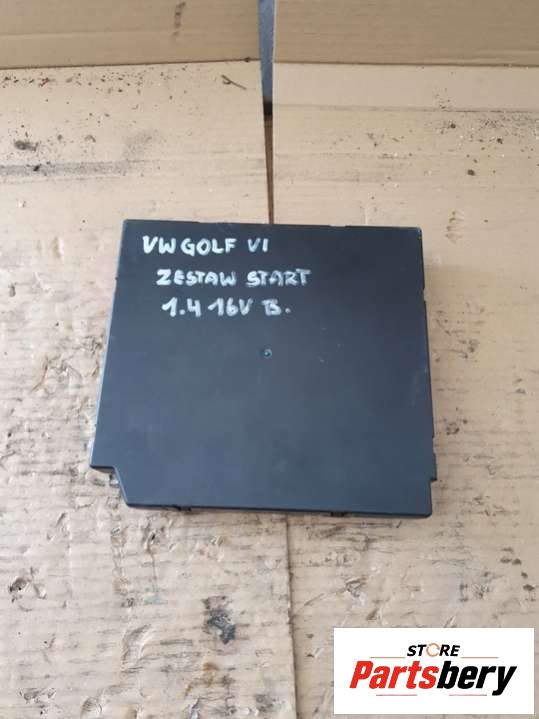 VW GOLF VI
ZESTAW START
1.4 16V B.
STORE
Partsbery